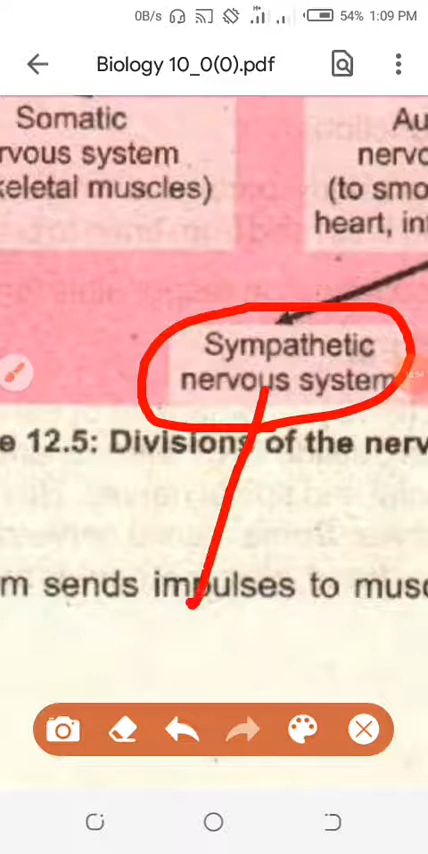 0B/s 54% 1:09 PM
Biology 10_0(0).pdf
Somatic
rvous system
keletal muscles)
Au
nervo
(to smo
heart, in
Sympathetic
nervous system
e 12.5: Divisions of the nerv
m sends impulses to musc